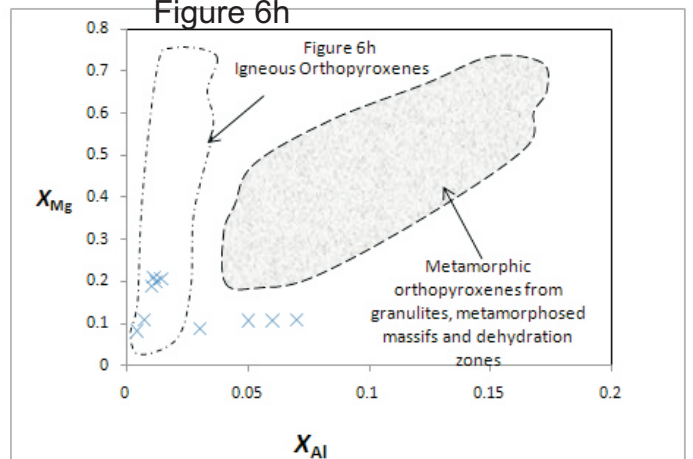 Figure 6h
0.8
0.7
0.6
0.5
0.4
0.3
0.2
0.1
0
X_Mg
Figure 6h
Igneous Orthopyroxenes
Metamorphic
orthopyroxenes from
granulites, metamorphosed
massifs and dehydration
zones
0
0.05
0.1
0.15
0.2
X_Al